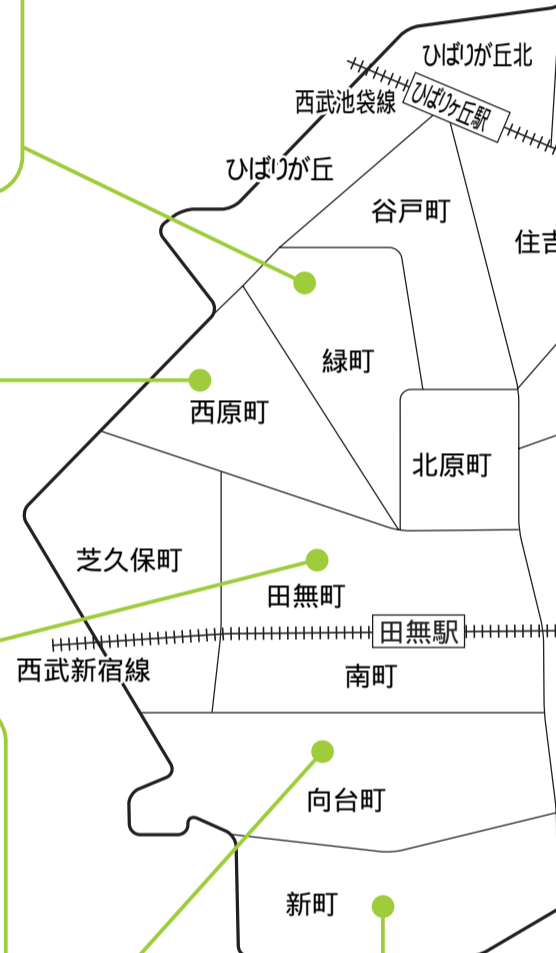 ひばりが丘北
西武池袋線
ひばりヶ丘駅
ひばりが丘
谷戸町
住吉
緑町
西原町
北原町
芝久保町
田無町
田無駅
西武新宿線
南町
向台町
新町